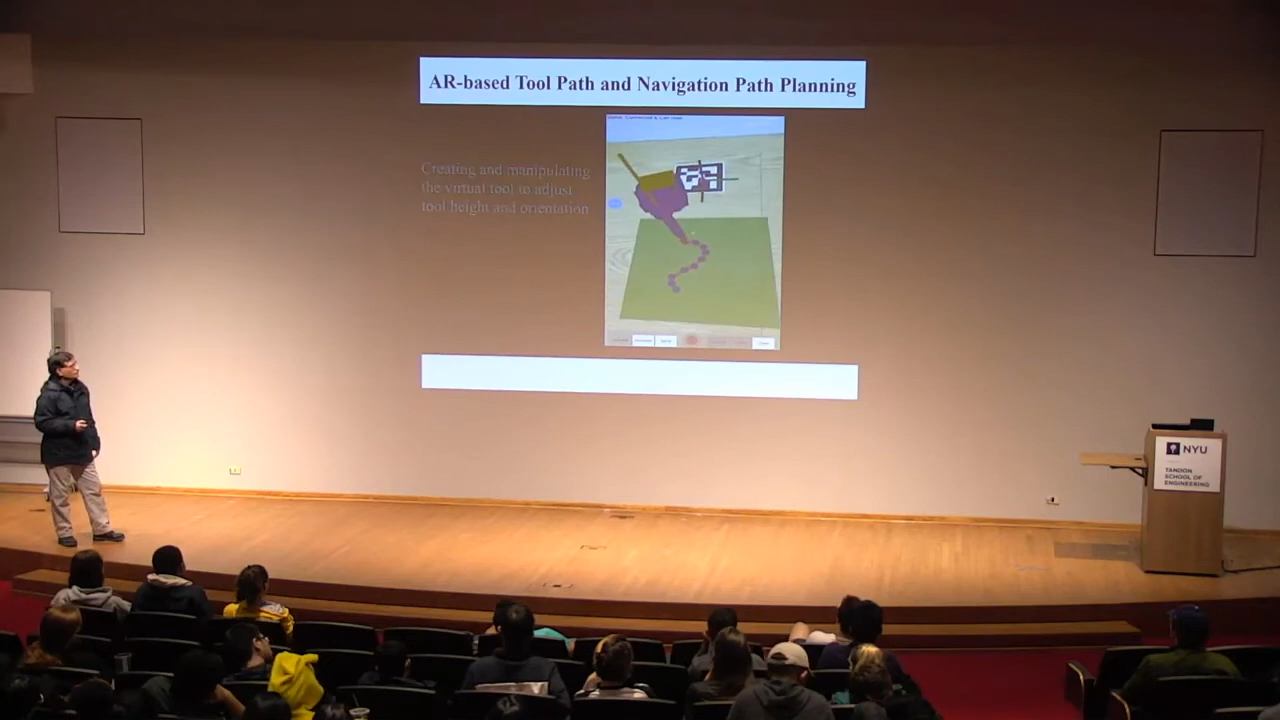 AR-based Tool Path and Navigation Path Planning
Creating and manipulating
the virtual tool to adjust
tool height and orientation
NYU
TANDON
SCHOOL OF
ENGINEERING